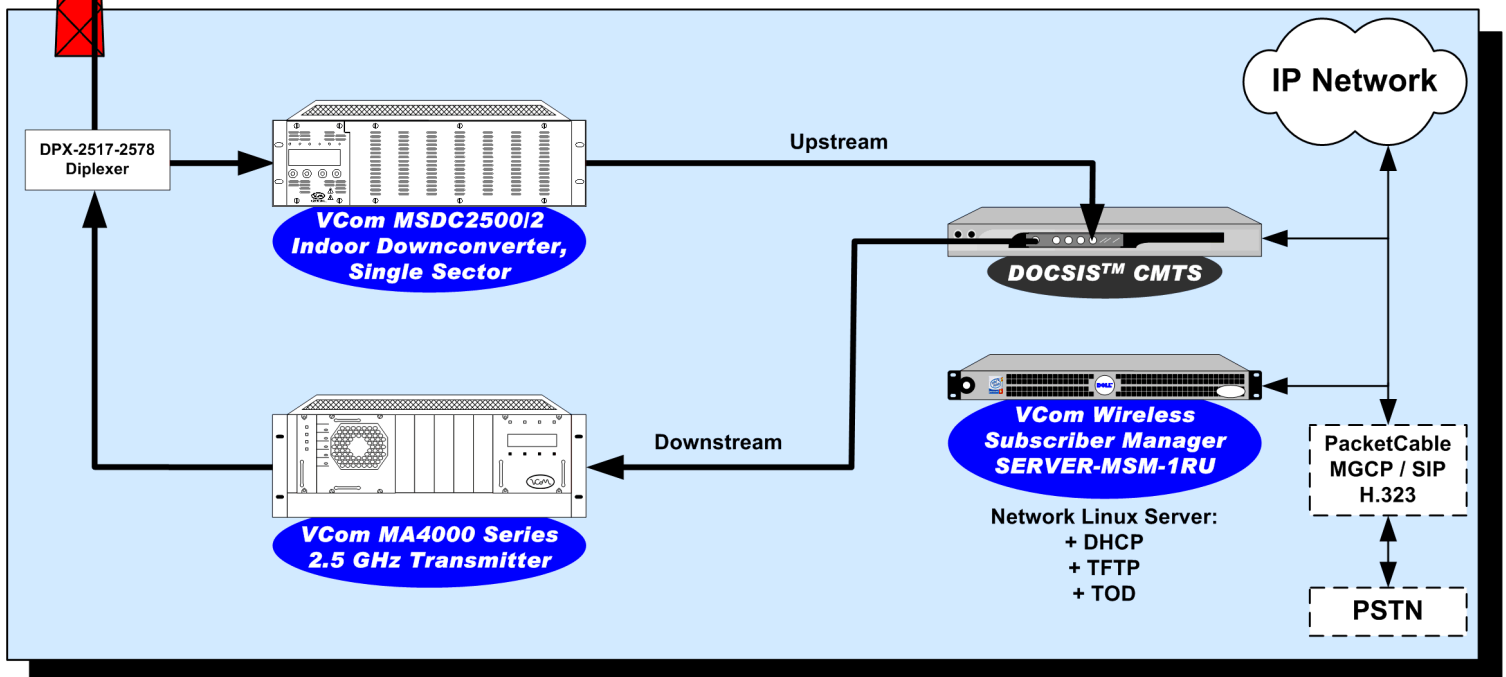 IP Network
DPX-2517-2578
Diplexer
Upstream
VCom MSDC2500/2
Indoor Downconverter,
Single Sector
DOCSIS™ CMTS
DELL
VCom Wireless
Subscriber Manager
SERVER-MSM-1RU
Downstream
PacketCable
MGCP / SIP
H.323
VCom
VCom MA4000 Series
2.5 GHz Transmitter
Network Linux Server:
+ DHCP
+ TFTP
+ TOD
PSTN